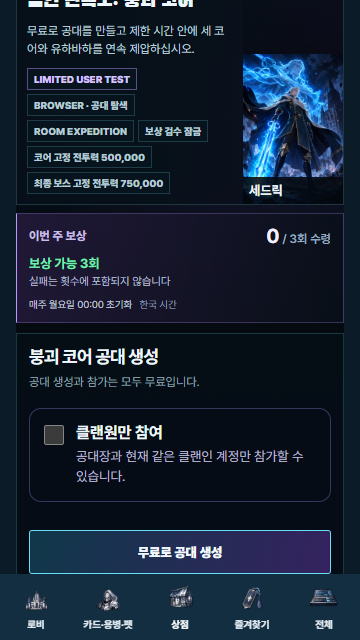 무료로 공대를 만들고 제한 시간 안에 세 코
어와 유하바하를 연속 제압하십시오.
LIMITED USER TEST
BROWSER · 공대 탐색
ROOM EXPEDITION
보상 검수 잠금
코어 고정 전투력 500,000
최종 보스 고정 전투력 750,000
세드릭
이번 주 보상
0 / 3회 수령
보상 가능 3회
실패는 횟수에 포함되지 않습니다
매주 월요일 00:00 초기화 한국 시간
붕괴 코어 공대 생성
공대 생성과 참가는 모두 무료입니다.
클랜원만 참여
공대장과 현재 같은 클랜인 계정만 참가할 수
있습니다.
무료로 공대 생성
로비
카드·용병·펫
상점
즐겨찾기
전체